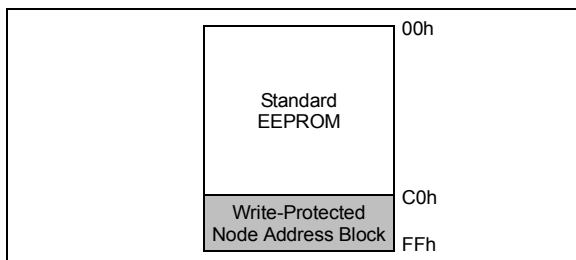 00h
Standard
EEPROM
C0h
Write-Protected
Node Address Block
FFh